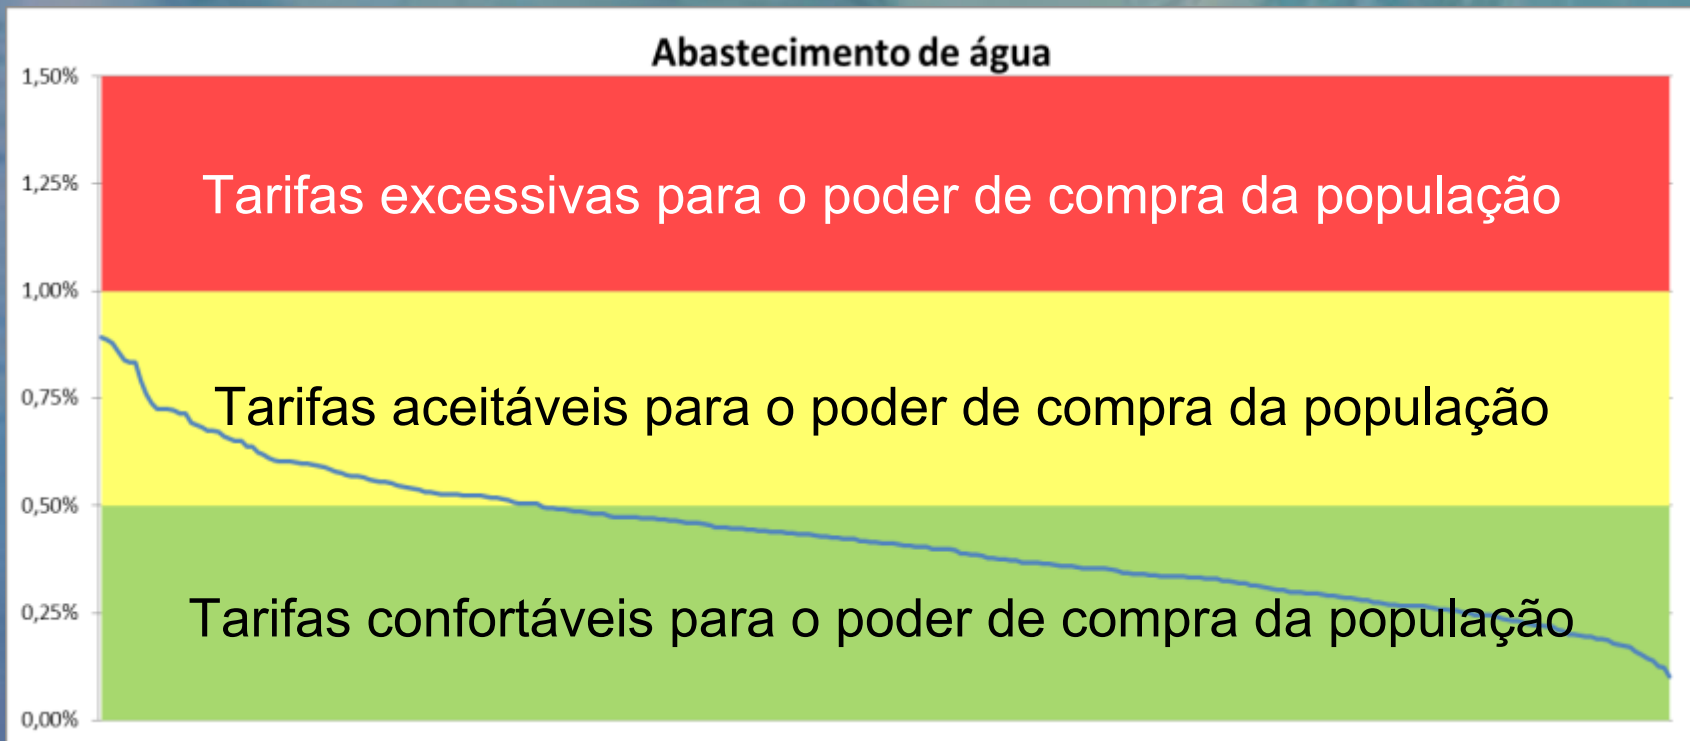 Abastecimento de água
1,50%
1,25%
Tarifas excessivas para o poder de compra da população
1,00%
0,75%
Tarifas aceitáveis para o poder de compra da população
0,50%
0,25%
Tarifas confortáveis para o poder de compra da população
0,00%